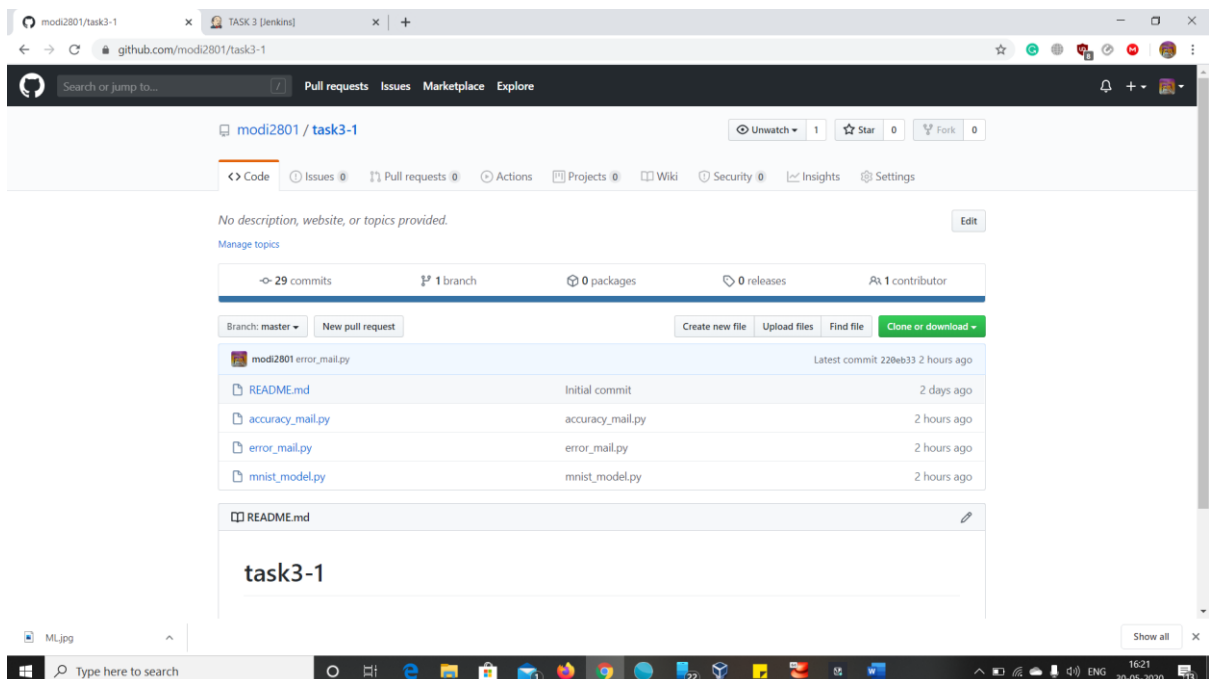 modi2801/task3-1 × TASK 3 [Jenkins] × +
github.com/modi2801/task3-1
Search or jump to... / Pull requests Issues Marketplace Explore
modi2801 / task3-1 Unwatch 1 Star 0 Fork 0
<> Code Issues 0 Pull requests 0 Actions Projects 0 Wiki Security 0 Insights Settings
No description, website, or topics provided. Edit
Manage topics
29 commits 1 branch 0 packages 0 releases 1 contributor
Branch: master New pull request Create new file Upload files Find file Clone or download
modi2801 error_mail.py Latest commit 220eb33 2 hours ago
README.md Initial commit 2 days ago
accuracy_mail.py accuracy_mail.py 2 hours ago
error_mail.py error_mail.py 2 hours ago
mnist_model.py mnist_model.py 2 hours ago
README.md
task3-1
ML.jpg Show all ×
Type here to search 22 ENG 16:21
30-05-2020